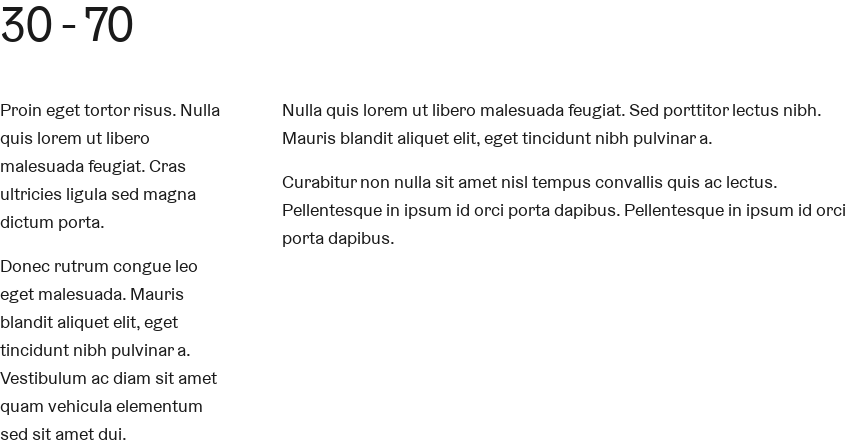 30 - 70
Proin eget tortor risus. Nulla
quis lorem ut libero
malesuada feugiat. Cras
ultricies ligula sed magna
dictum porta.
Donec rutrum congue leo
eget malesuada. Mauris
blandit aliquet elit, eget
tincidunt nibh pulvinar a.
Vestibulum ac diam sit amet
quam vehicula elementum
sed sit amet dui.
Nulla quis lorem ut libero malesuada feugiat. Sed porttitor lectus nibh.
Mauris blandit aliquet elit, eget tincidunt nibh pulvinar a.
Curabitur non nulla sit amet nisl tempus convallis quis ac lectus.
Pellentesque in ipsum id orci porta dapibus. Pellentesque in ipsum id orci
porta dapibus.